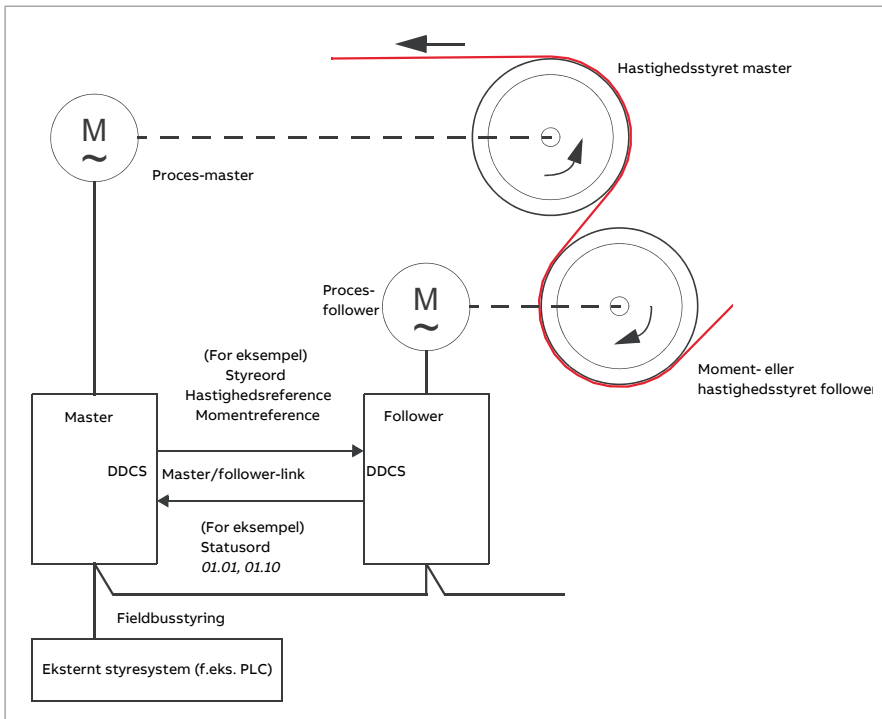 Hastighedsstyret master
M
~
Proces-master
Proces-
follower
M
~
Moment- eller
hastighedsstyret follower
(For eksempel)
Styreord
Hastighedsreference
Momentreference
Master
Follower
DDCS
Master/follower-link
DDCS
(For eksempel)
Statusord
01.01, 01.10
Fieldbusstyring
Eksternt styresystem (f.eks. PLC)